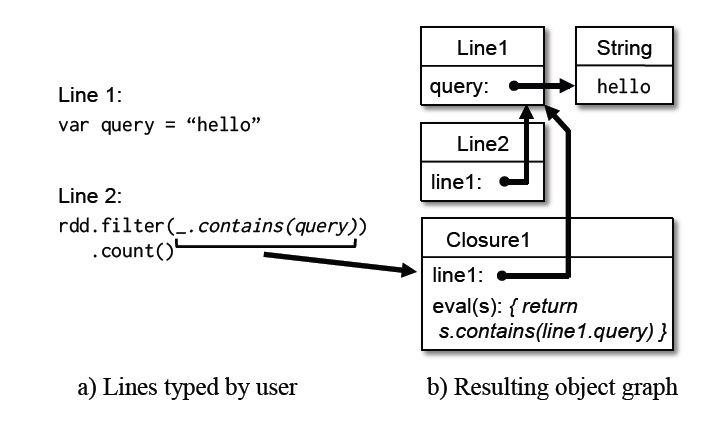 Line 1:
var query = “hello”
Line 2:
rdd.filter(_.contains(query))
.count()
a) Lines typed by user
Line1
query:
String
hello
Line2
line1:
Closure1
line1:
eval(s): { return
s.contains(line1.query) }
b) Resulting object graph